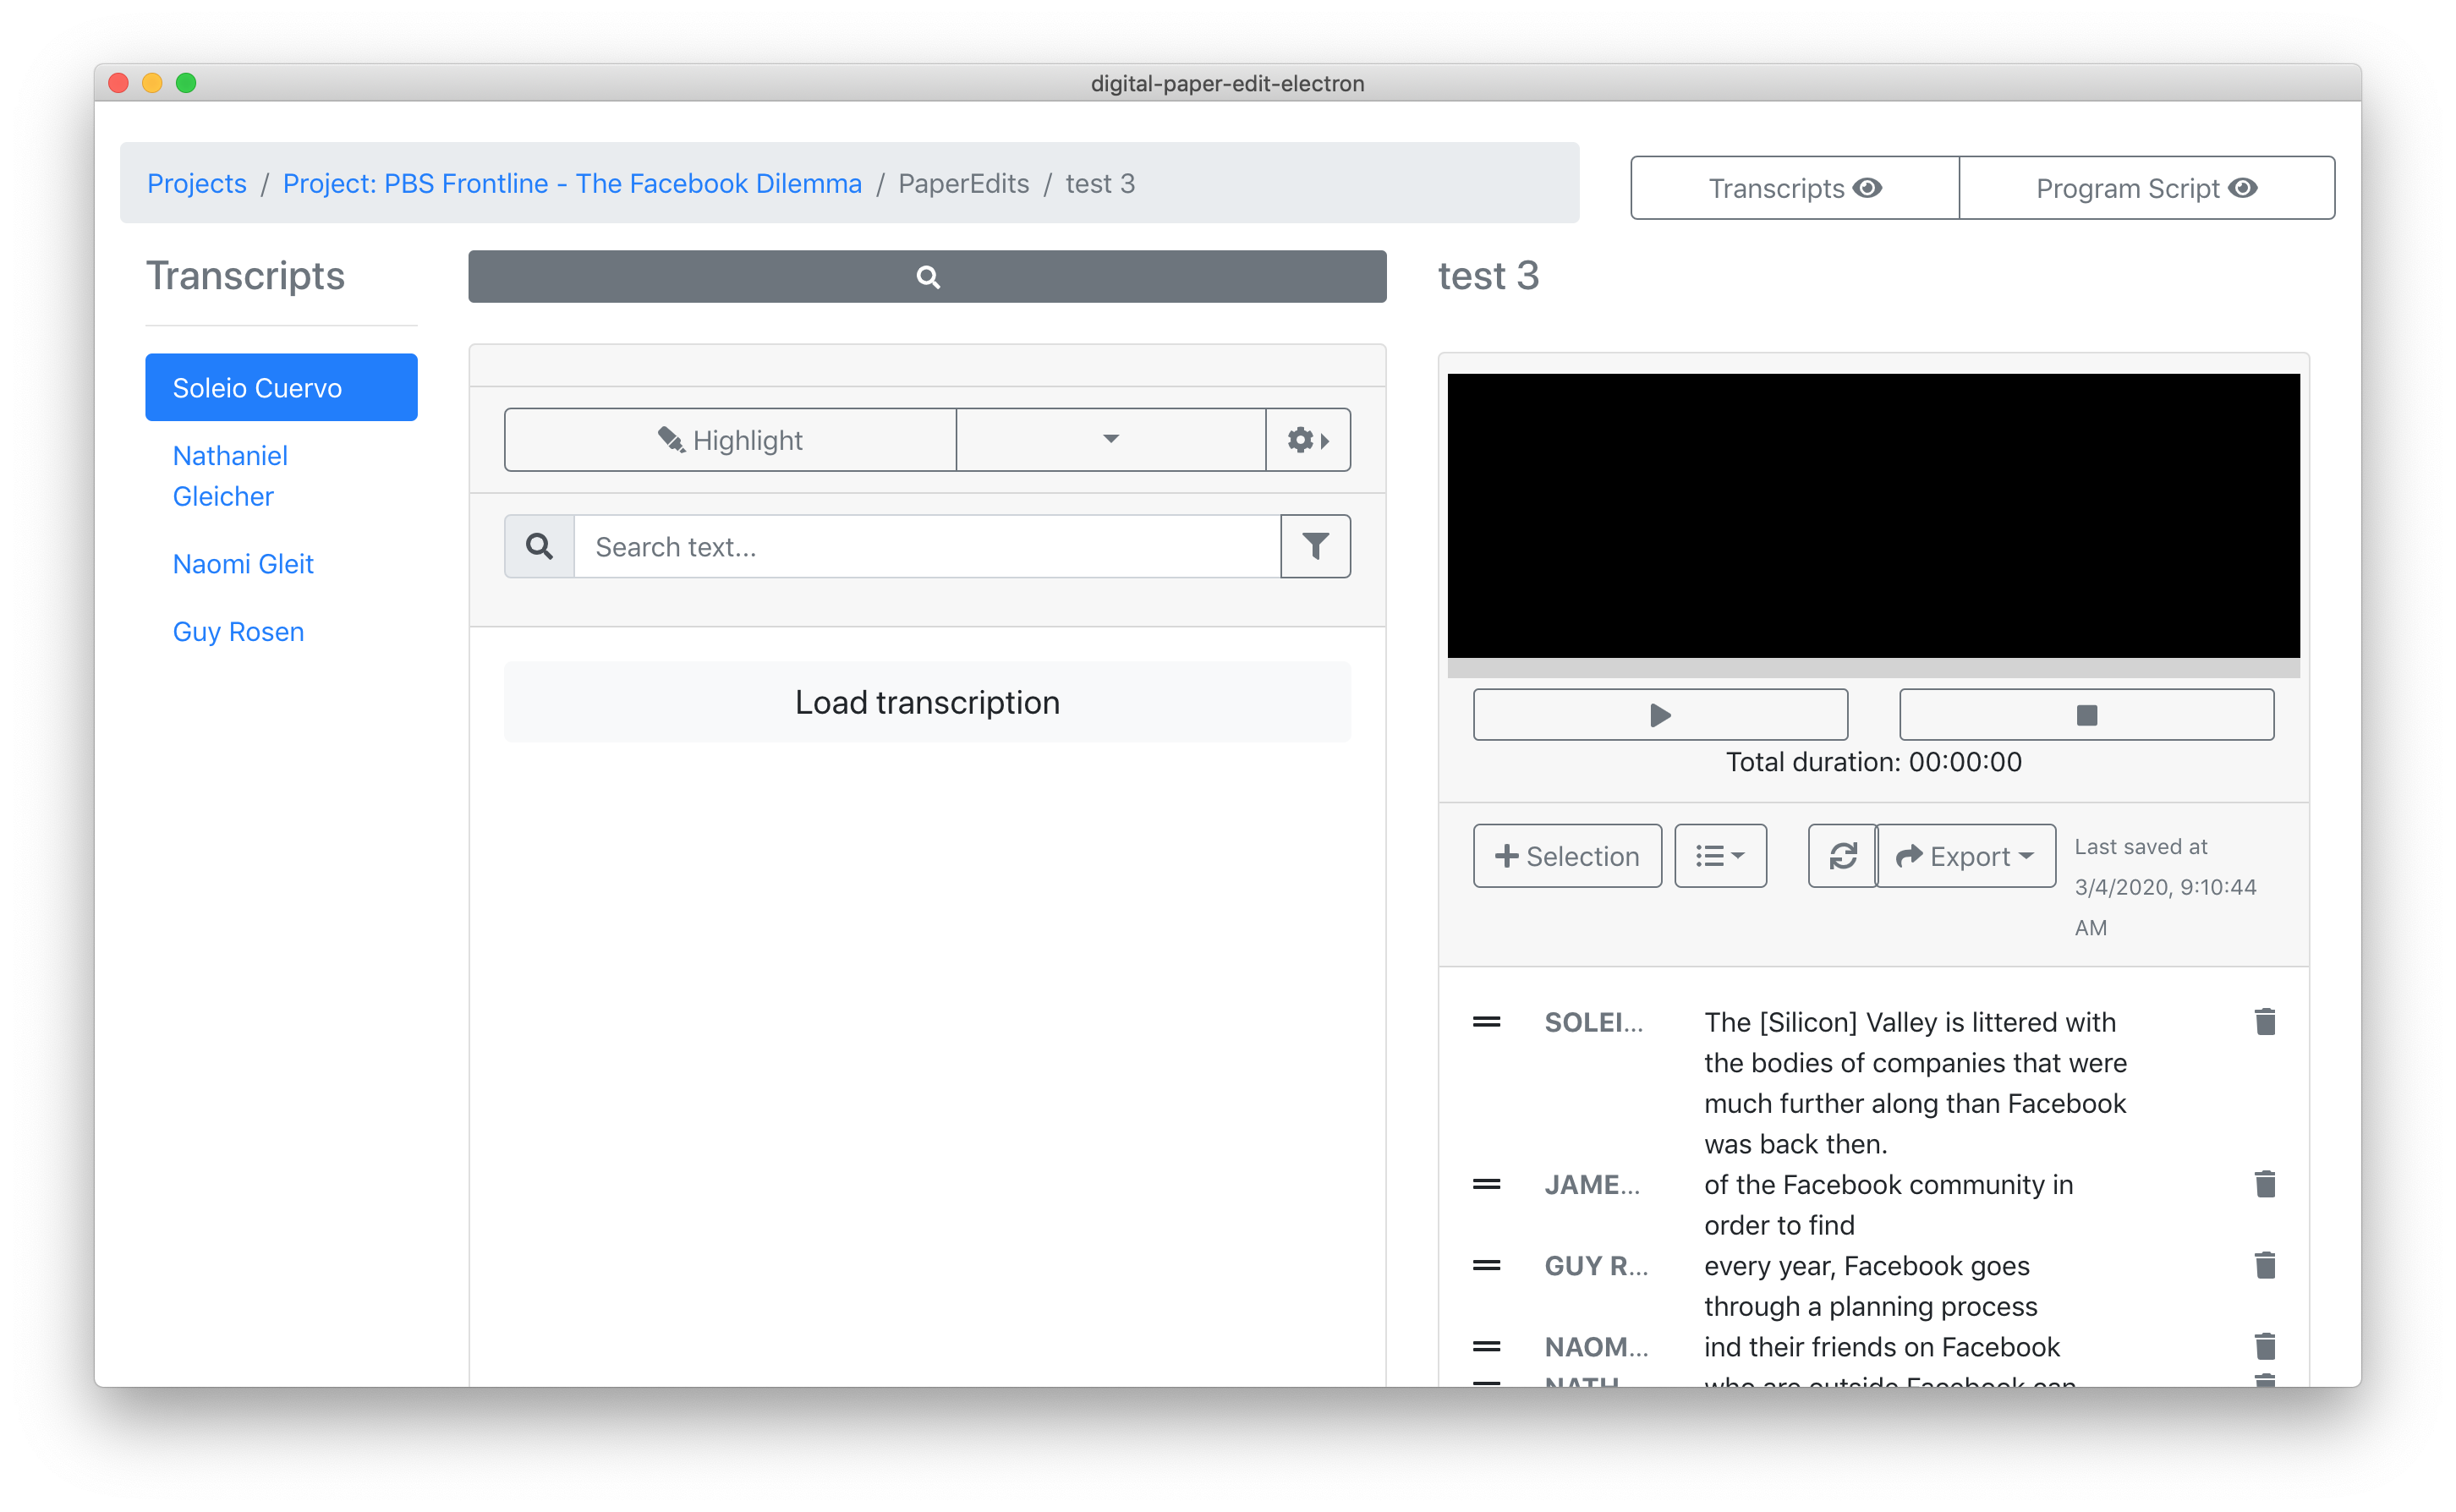 digital-paper-edit-electron
Projects / Project: PBS Frontline - The Facebook Dilemma / PaperEdits / test 3
Transcripts
Program Script
Transcripts
Soleio Cuervo
Nathaniel
Gleicher
Naomi Gleit
Guy Rosen
Highlight
Search text...
Load transcription
test 3
Total duration: 00:00:00
Selection
Export
Last saved at
3/4/2020, 9:10:44
AM
SOLEI...
The [Silicon] Valley is littered with
the bodies of companies that were
much further along than Facebook
was back then.
JAME...
of the Facebook community in
order to find
GUY R...
every year, Facebook goes
through a planning process
NAOM...
ind their friends on Facebook
NATH
who are outside Facebook can